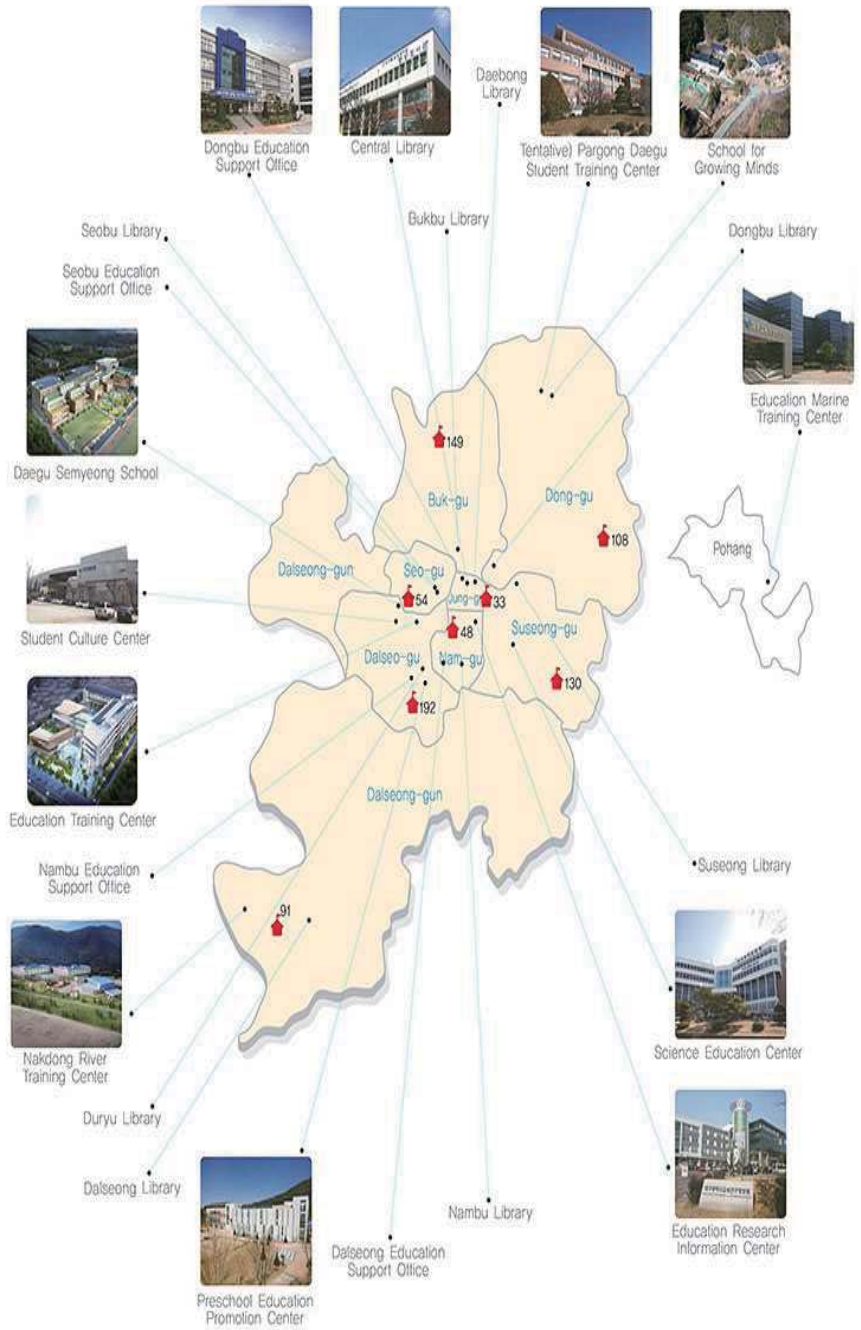 Daebong
Library
Dongbu Education
Support Office
Central Library
Tentative) Pargong Daegu
Student Training Center
School for
Growing Minds
Bukbu Library
Seobu Library
Dongbu Library
Seobu Education
Support Office
Education Marine
Training Center
Daegu Semyeong School
149
Buk-gu
Dong-gu
108
Pohang
Dalseong-gun
Seo-gu
54
Jung-g
33
Student Culture Center
48
Suseong-gu
Dalseo-gu
Nam-gu
130
192
Education Training Center
Dalseong-gun
Nambu Education
Support Office
Suseong Library
91
Nakdong River
Training Center
Science Education Center
Duryu Library
Dalseong Library
Nambu Library
Education Research
Information Center
Dalseong Education
Support Office
Preschool Education
Promotion Center